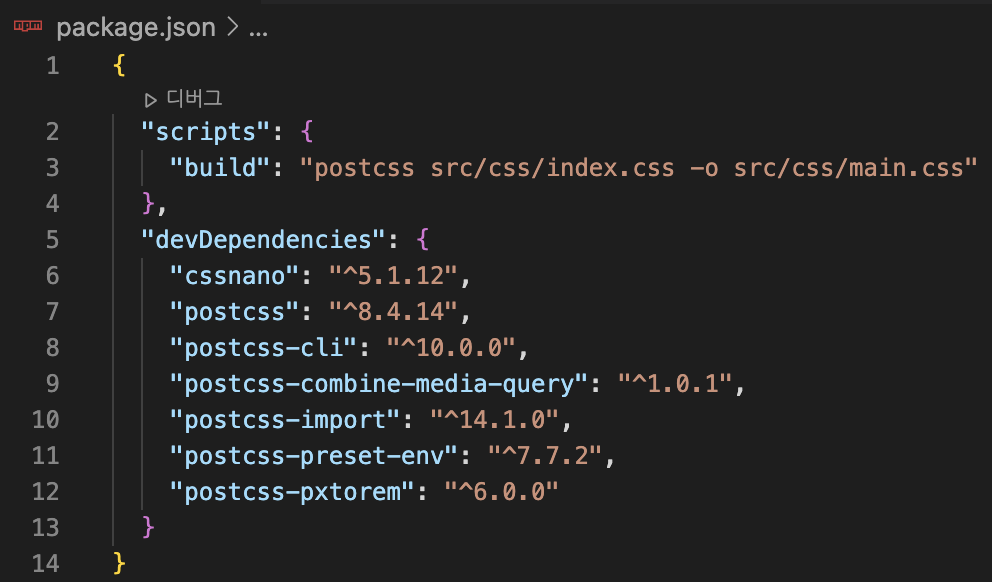 package.json > ...
1 {
디버그
2 "scripts": {
3 "build": "postcss src/css/index.css -o src/css/main.css"
4 },
5 "devDependencies": {
6 "cssnano": "^5.1.12",
7 "postcss": "^8.4.14",
8 "postcss-cli": "^10.0.0",
9 "postcss-combine-media-query": "^1.0.1",
10 "postcss-import": "^14.1.0",
11 "postcss-preset-env": "^7.7.2",
12 "postcss-pxtorem": "^6.0.0"
13 }
14 }